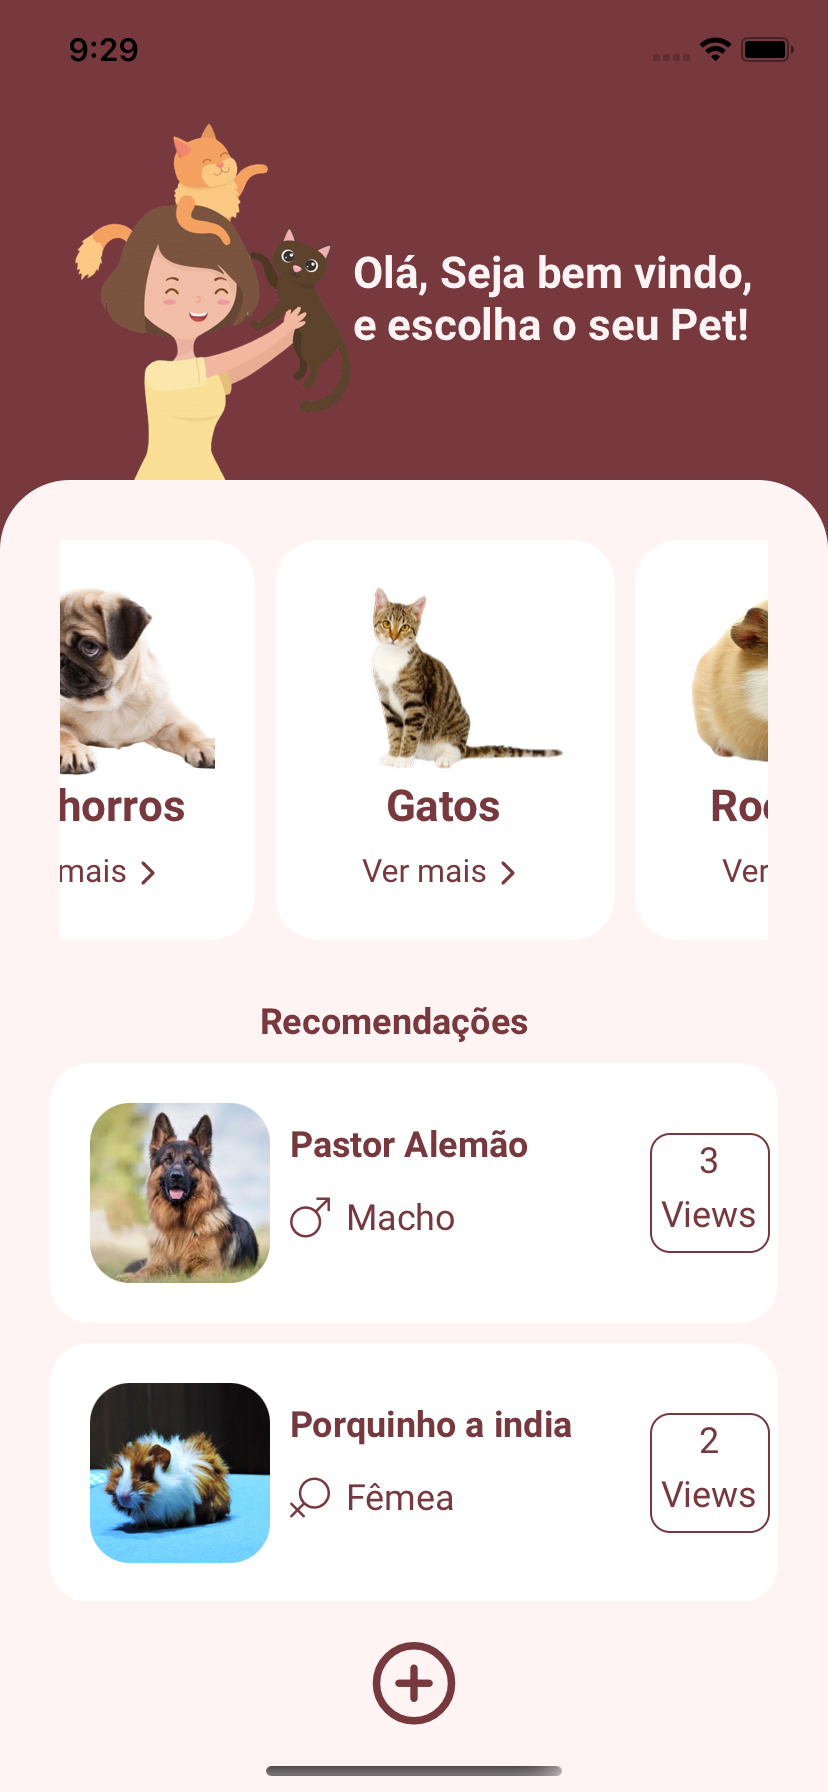 9:29
Olá, Seja bem vindo,
e escolha o seu Pet!
horros
Gatos
Ro
mais
Ver mais
Ver
Recomendações
Pastor Alemão
Macho
3
Views
Porquinho a india
Fêmea
2
Views